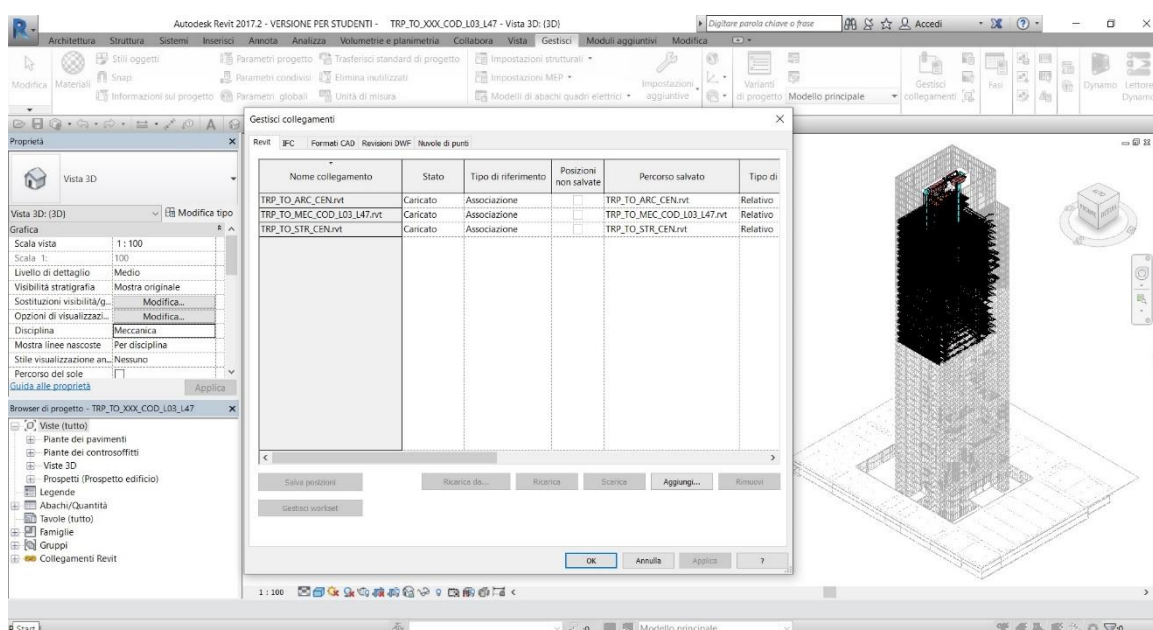 Autodesk Revit 2017.2 - VERSIONE PER STUDENTI - TRP_TO_XXX_COD_L03_L47 - Vista 3D: {3D}
Digitare parola chiave o frase
Accedi
Architettura Struttura Sistemi Inserisci Annota Analizza Volumetrie e planimetria Collabora Vista Gestisci Moduli aggiuntivi Modifica
Modifica
Materiali
Stili oggetti
Snap
Informazioni sul progetto
Parametri progetto
Parametri condivisi
Parametri globali
Trasferisci standard di progetto
Elimina inutilizzati
Unità di misura
Impostazioni strutturali
Impostazioni MEP
Modelli di abachi quadri elettrici
Impostazioni aggiuntive
Varianti di progetto
Modello principale
Gestisci collegamenti
Fasi
Dynamo
Lettore Dynamo
Proprietà
Vista 3D
Vista 3D: {3D} Modifica tipo
Grafica
Scala vista 1 : 100
Scala 1: 100
Livello di dettaglio Medio
Visibilità stratigrafia Mostra originale
Sostituzioni visibilità/g... Modifica...
Opzioni di visualizzazi... Modifica...
Disciplina Meccanica
Mostra linee nascoste Per disciplina
Stile visualizzazione an... Nessuno
Percorso del sole
Guida alle proprietà Applica
Browser di progetto - TRP_TO_XXX_COD_L03_L47
Viste (tutto)
Piante dei pavimenti
Piante dei controsoffitti
Viste 3D
Prospetti (Prospetto edificio)
Legende
Abachi/Quantità
Tavole (tutto)
Famiglie
Gruppi
Collegamenti Revit
Gestisci collegamenti
Revit IFC Formati CAD Revisioni DWF Nuvole di punti
Nome collegamento Stato Tipo di riferimento Posizioni non salvate Percorso salvato Tipo di
TRP_TO_ARC_CEN.rvt Caricato Associazione TRP_TO_ARC_CEN.rvt Relativo
TRP_TO_MEC_COD_L03_L47.rvt Caricato Associazione TRP_TO_MEC_COD_L03_L47.rvt Relativo
TRP_TO_STR_CEN.rvt Caricato Associazione TRP_TO_STR_CEN.rvt Relativo
Salva posizioni Ricarica da... Ricarica Scarica Aggiungi... Rimuovi
Gestisci workset
OK Annulla Applica ?
1 : 100
Start
:0 Modello principale
:0